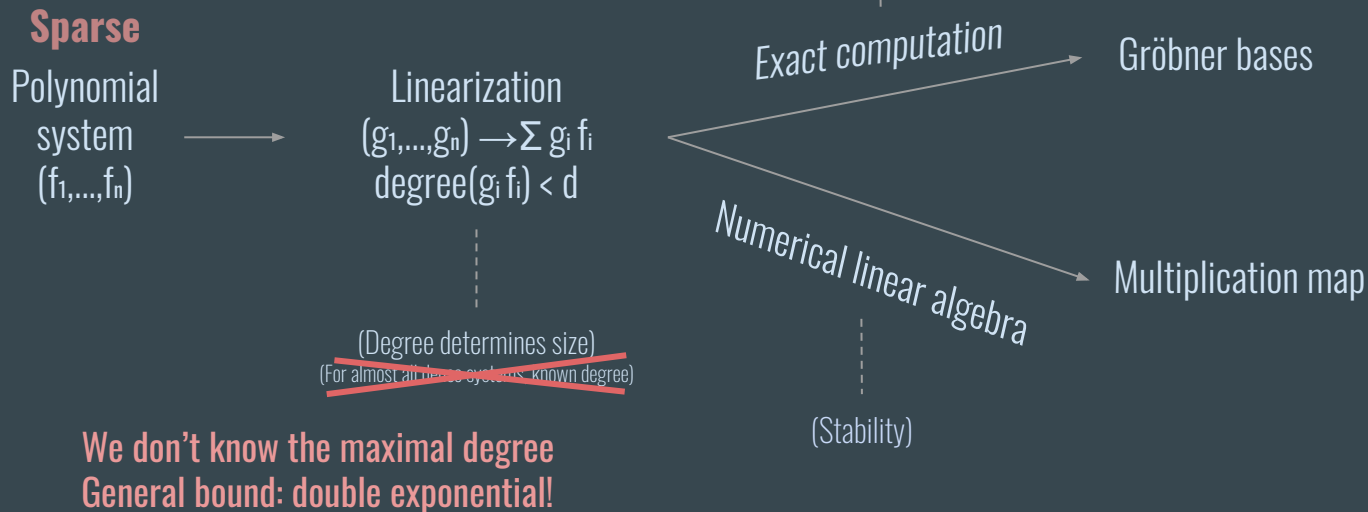 Sparse
Polynomial
system
(f₁,...,fₙ)
Linearization
(g₁,...,gₙ) →Σ gᵢ fᵢ
degree(gᵢ fᵢ) < d
Exact computation
Gröbner bases
Numerical linear algebra
Multiplication map
(Degree determines size)
(For almost all dense systems, known degree)
(Stability)
We don't know the maximal degree
General bound: double exponential!